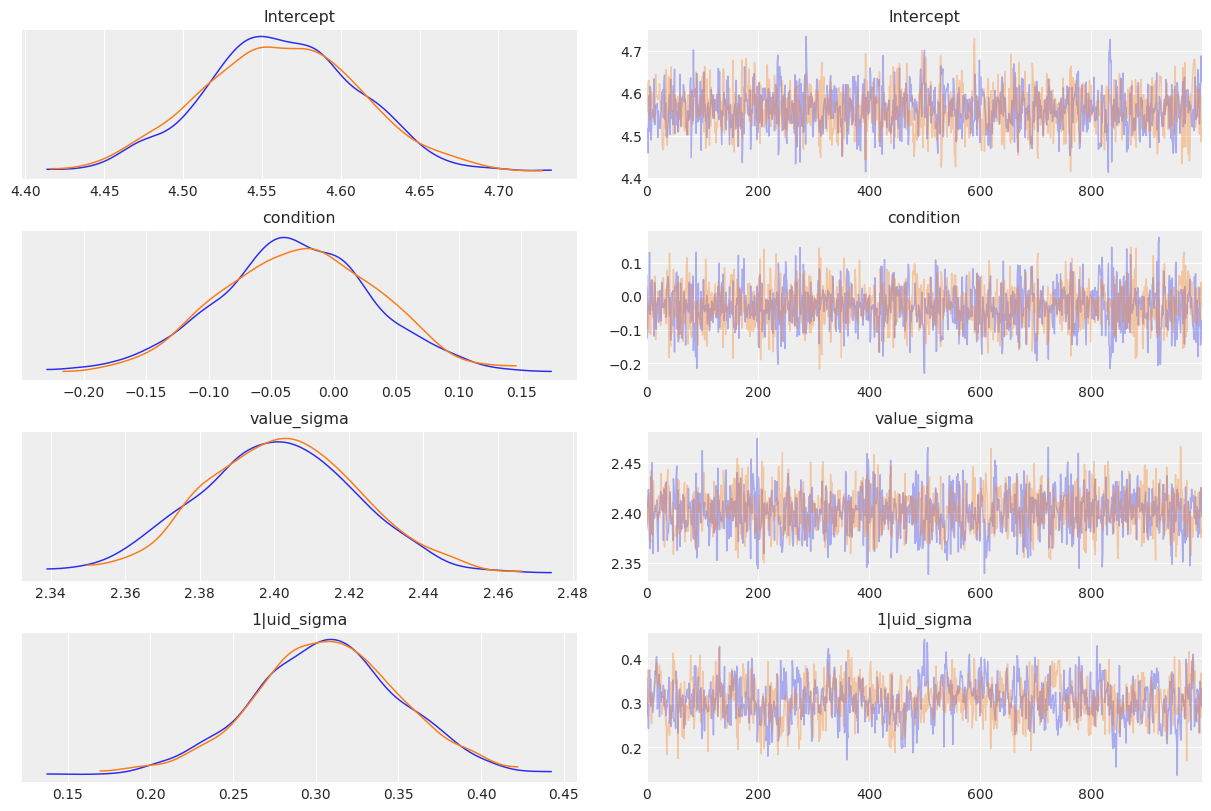 Intercept
Intercept
4.40 4.45 4.50 4.55 4.60 4.65 4.70
4.7
4.6
4.5
4.4
0 200 400 600 800
condition
condition
−0.20 −0.15 −0.10 −0.05 0.00 0.05 0.10 0.15
0.1
0.0
−0.1
−0.2
0 200 400 600 800
value_sigma
value_sigma
2.34 2.36 2.38 2.40 2.42 2.44 2.46 2.48
2.45
2.40
2.35
0 200 400 600 800
1|uid_sigma
1|uid_sigma
0.15 0.20 0.25 0.30 0.35 0.40 0.45
0.4
0.3
0.2
0 200 400 600 800